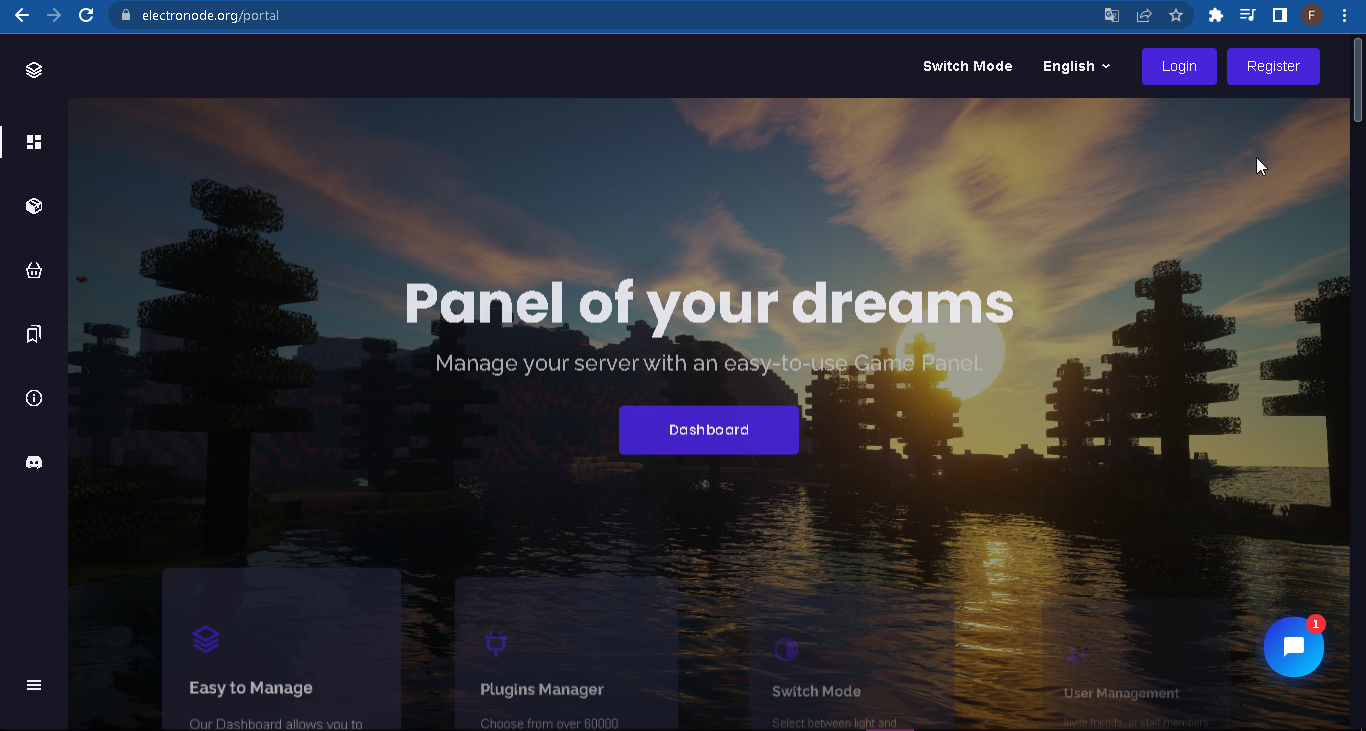 electronode.org/portal
F
Switch Mode
English
Login
Register
Panel of your dreams
Manage your server with an easy-to-use Game Panel.
Dashboard
1
Easy to Manage
Plugins Manager
Switch Mode
User Management
Our Dashboard allows you to
Choose from over 60000
Select between light and
Invite friends, or staff members